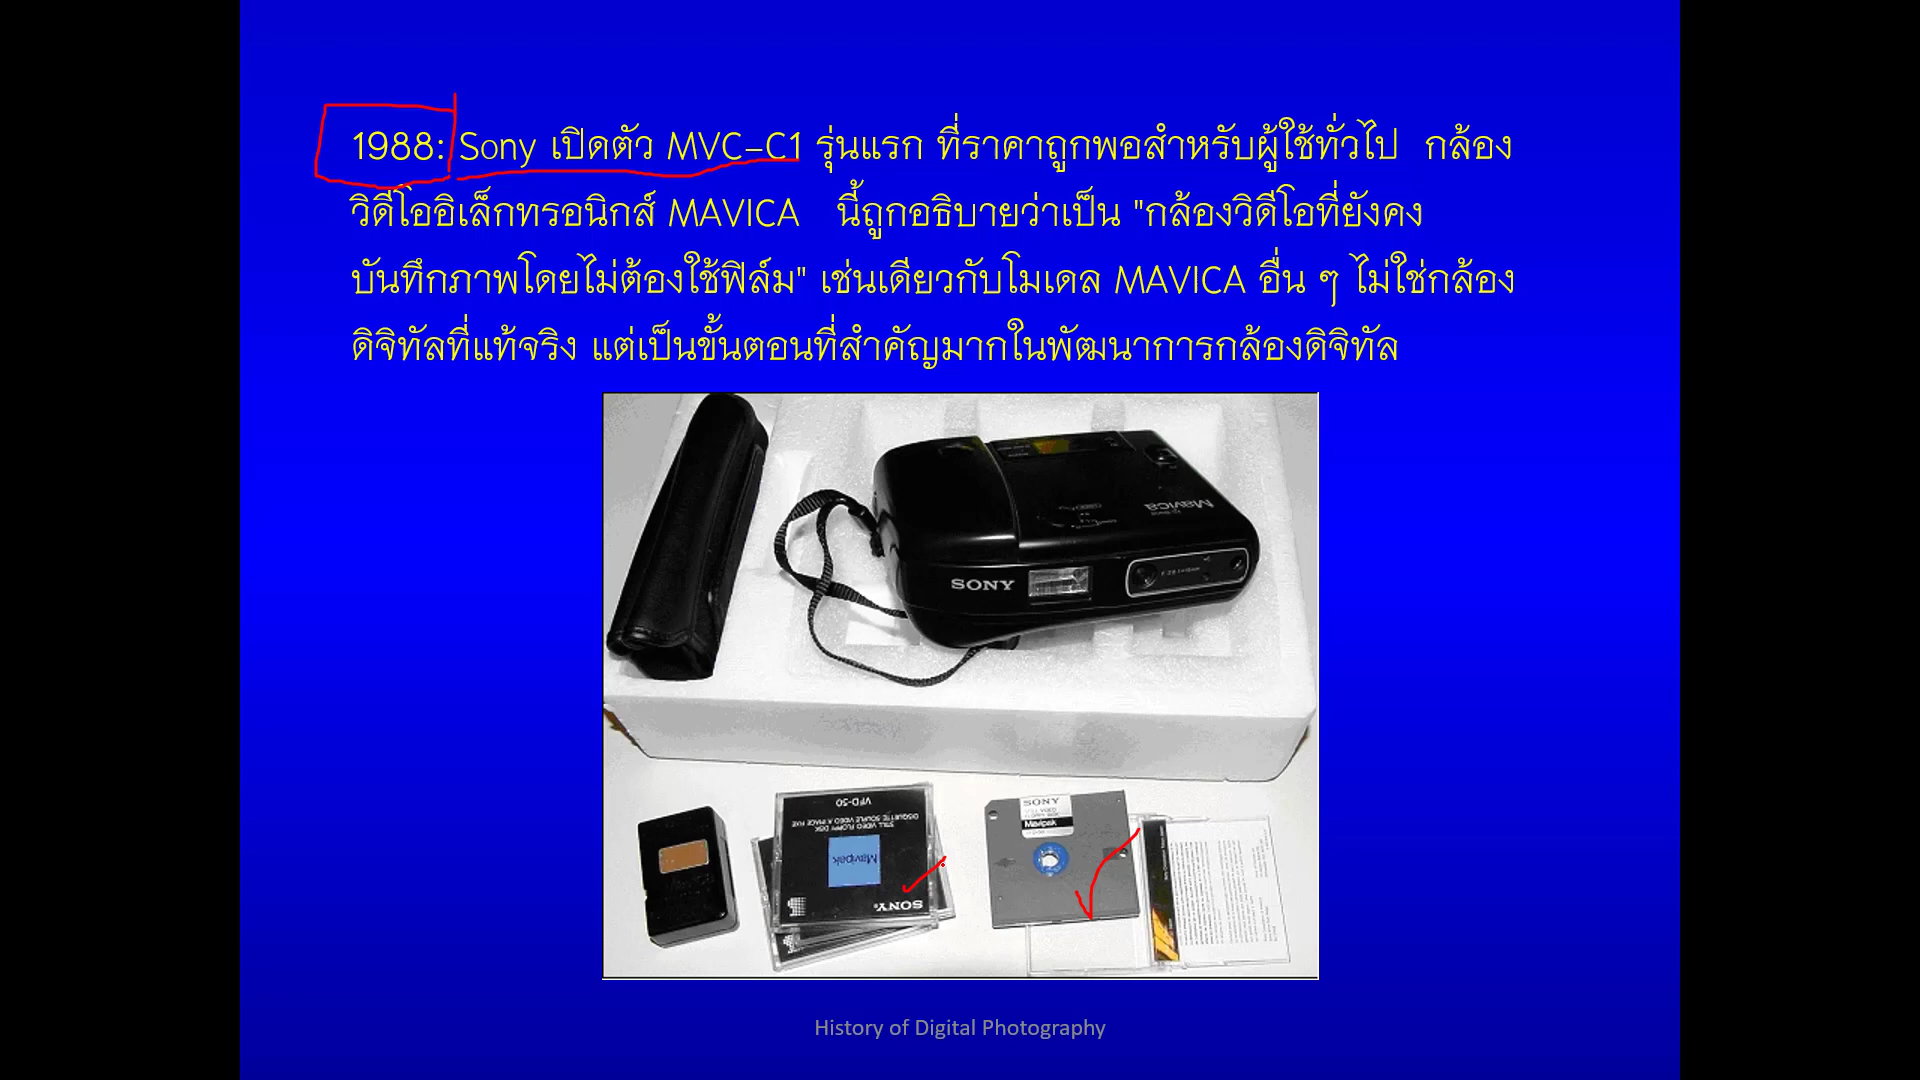 1988: Sony เปิดตัว MVC-C1 รุ่นแรก ที่ราคาถูกพอสำหรับผู้ใช้ทั่วไป กล้อง
วิดีโออิเล็กทรอนิกส์ MAVICA นี้ถูกอธิบายว่าเป็น "กล้องวิดีโอที่ยังคง
บันทึกภาพโดยไม่ต้องใช้ฟิล์ม" เช่นเดียวกับโมเดล MAVICA อื่น ๆ ไม่ใช่กล้อง
ดิจิทัลที่แท้จริง แต่เป็นขั้นตอนที่สำคัญมากในพัฒนาการกล้องดิจิทัล
Mavica
SONY
VFD-50
STILL VIDEO FLOPPY DISK
Mavipak
SONY
SONY
Mavipak
History of Digital Photography